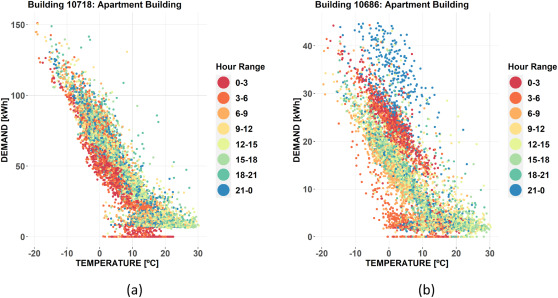 Building 10718: Apartment Building
150
100
50
0
DEMAND [kWh]
-20 -10 0 10 20 30
TEMPERATURE [ºC]
Hour Range
0-3
3-6
6-9
9-12
12-15
15-18
18-21
21-0
(a)
Building 10686: Apartment Building
40
30
20
10
0
DEMAND [kWh]
-20 -10 0 10 20 30
TEMPERATURE [ºC]
Hour Range
0-3
3-6
6-9
9-12
12-15
15-18
18-21
21-0
(b)